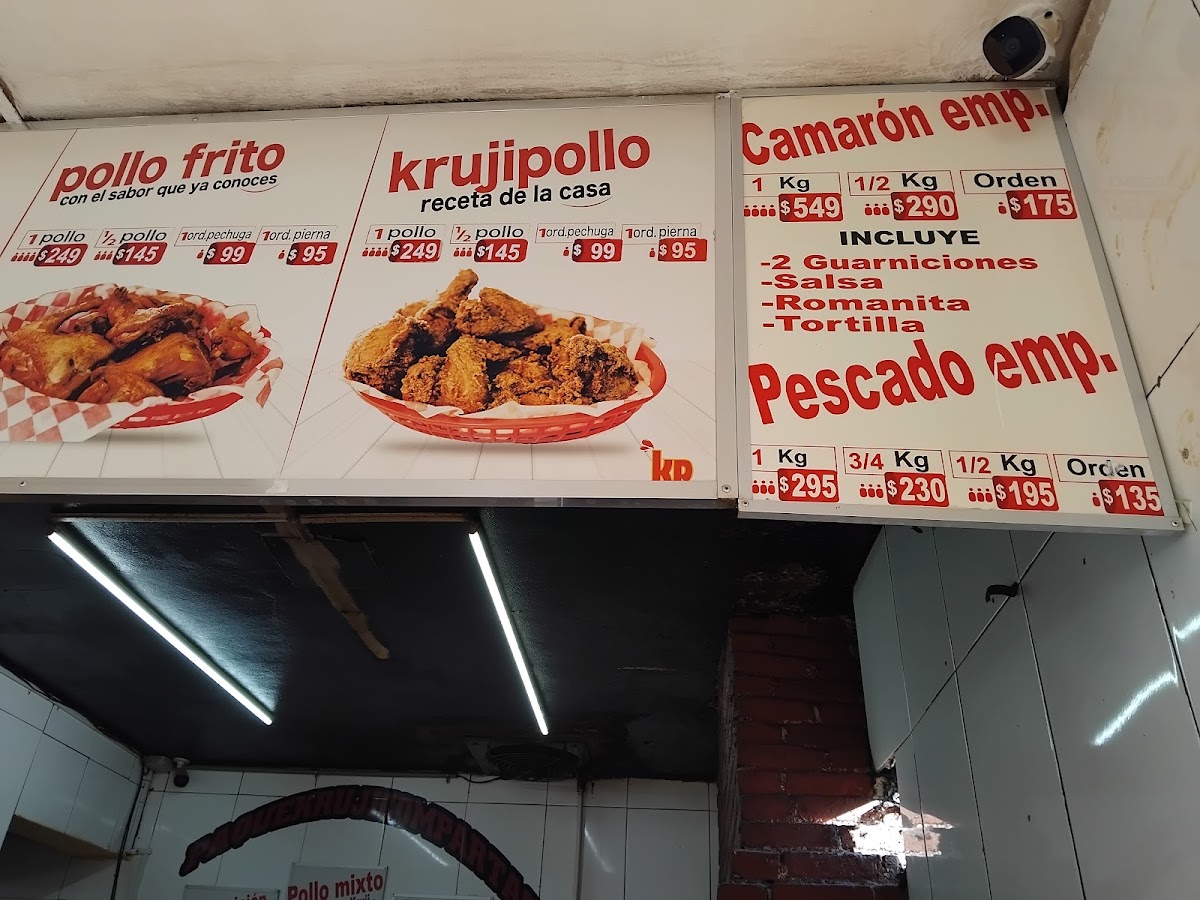 pollo frito
con el sabor que ya conoces
1 pollo 1/2 pollo 1ord.pechuga 1ord. pierna
$249 $145 $99 $95
krujipollo
receta de la casa
1 pollo 1/2 pollo 1ord.pechuga 1ord. pierna
$249 $145 $99 $95
kp
Camarón emp.
1 Kg 1/2 Kg Orden
$549 $290 $175
INCLUYE
-2 Guarniciones
-Salsa
-Romanita
-Tortilla
Pescado emp.
1 Kg 3/4 Kg 1/2 Kg Orden
$295 $230 $195 $135
Pollo mixto